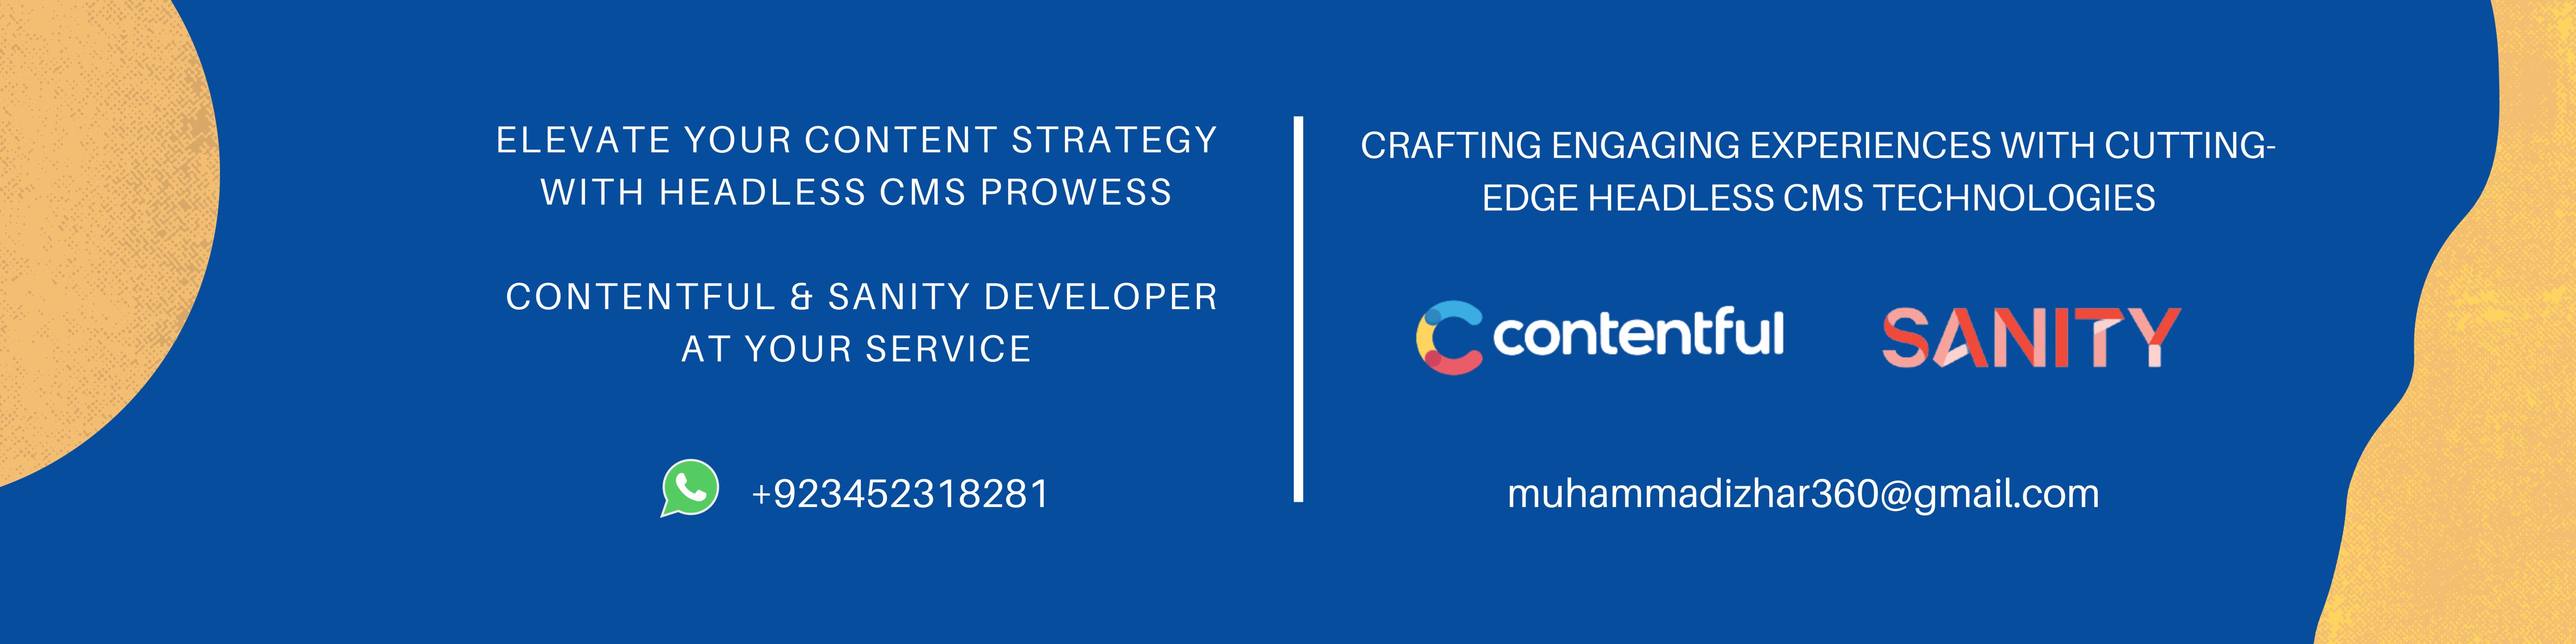 ELEVATE YOUR CONTENT STRATEGY
WITH HEADLESS CMS PROWESS
CONTENTFUL & SANITY DEVELOPER
AT YOUR SERVICE
+923452318281
CRAFTING ENGAGING EXPERIENCES WITH CUTTING-
EDGE HEADLESS CMS TECHNOLOGIES
contentful SANITY
muhammadizhar360@gmail.com